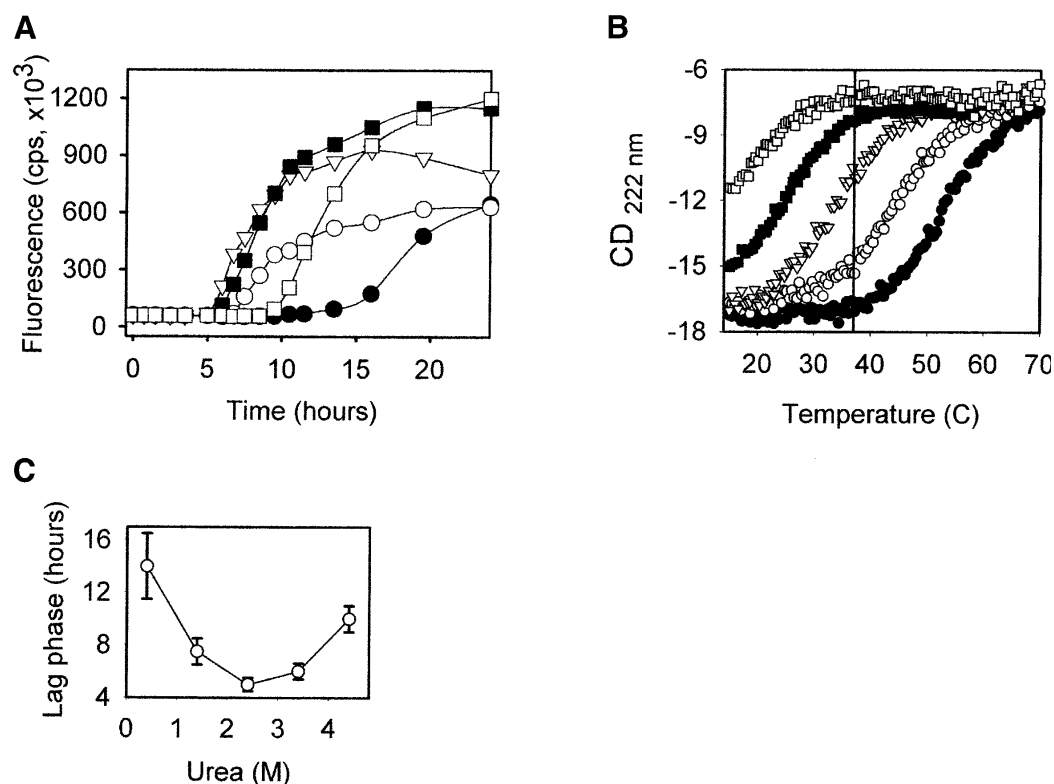 A
Fluorescence (cps, x10³)
1200
900
600
300
0
0 5 10 15 20
Time (hours)
B
CD 222 nm
-6
-9
-12
-15
-18
20 30 40 50 60 70
Temperature (C)
C
Lag phase (hours)
16
12
8
4
0 1 2 3 4
Urea (M)